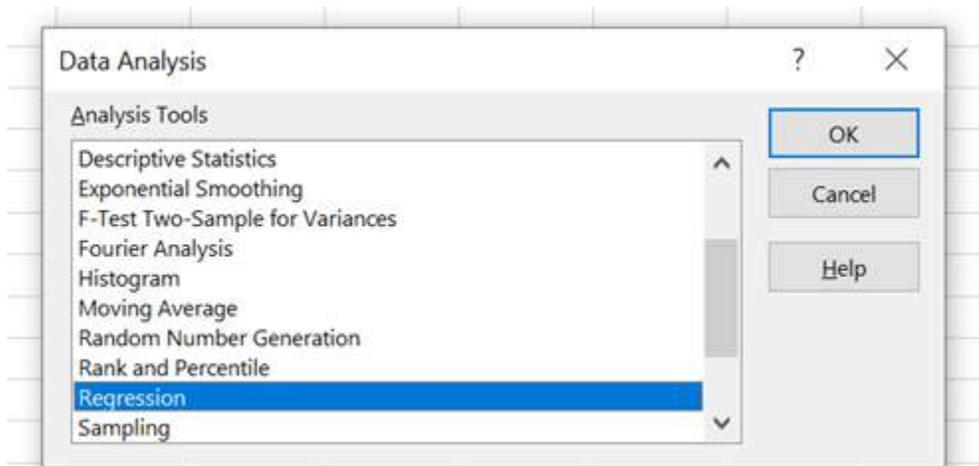 Data Analysis ? ×
Analysis Tools
Descriptive Statistics
Exponential Smoothing
F-Test Two-Sample for Variances
Fourier Analysis
Histogram
Moving Average
Random Number Generation
Rank and Percentile
Regression
Sampling
OK
Cancel
Help